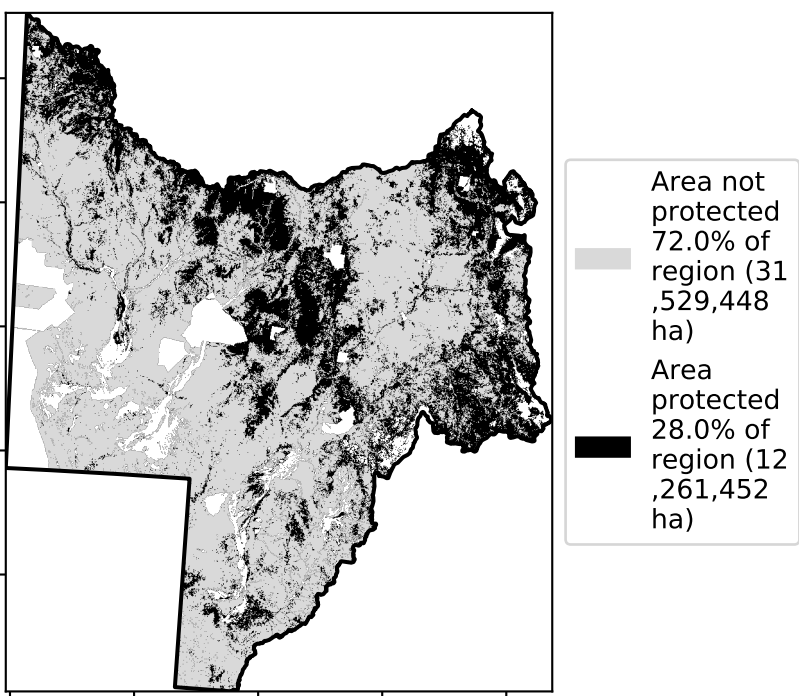 Area not
protected
72.0% of
region (31
,529,448
ha)
Area
protected
28.0% of
region (12
,261,452
ha)